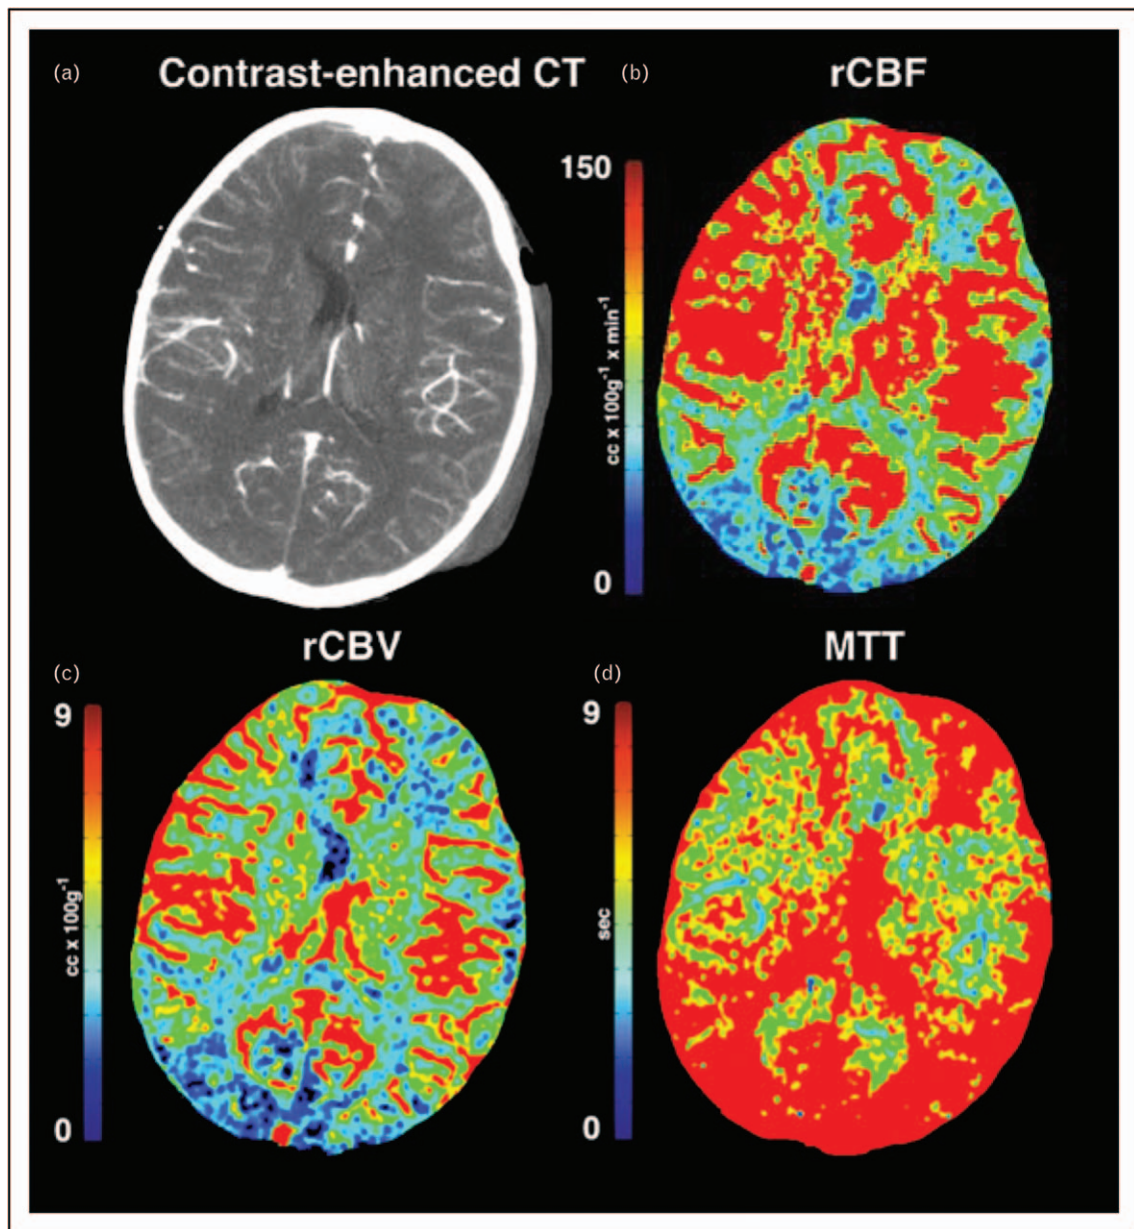 (a) Contrast-enhanced CT
(b) rCBF
150
cc x 100g⁻¹ x min⁻¹
0
(c) rCBV
9
cc x 100g⁻¹
0
(d) MTT
9
sec
0